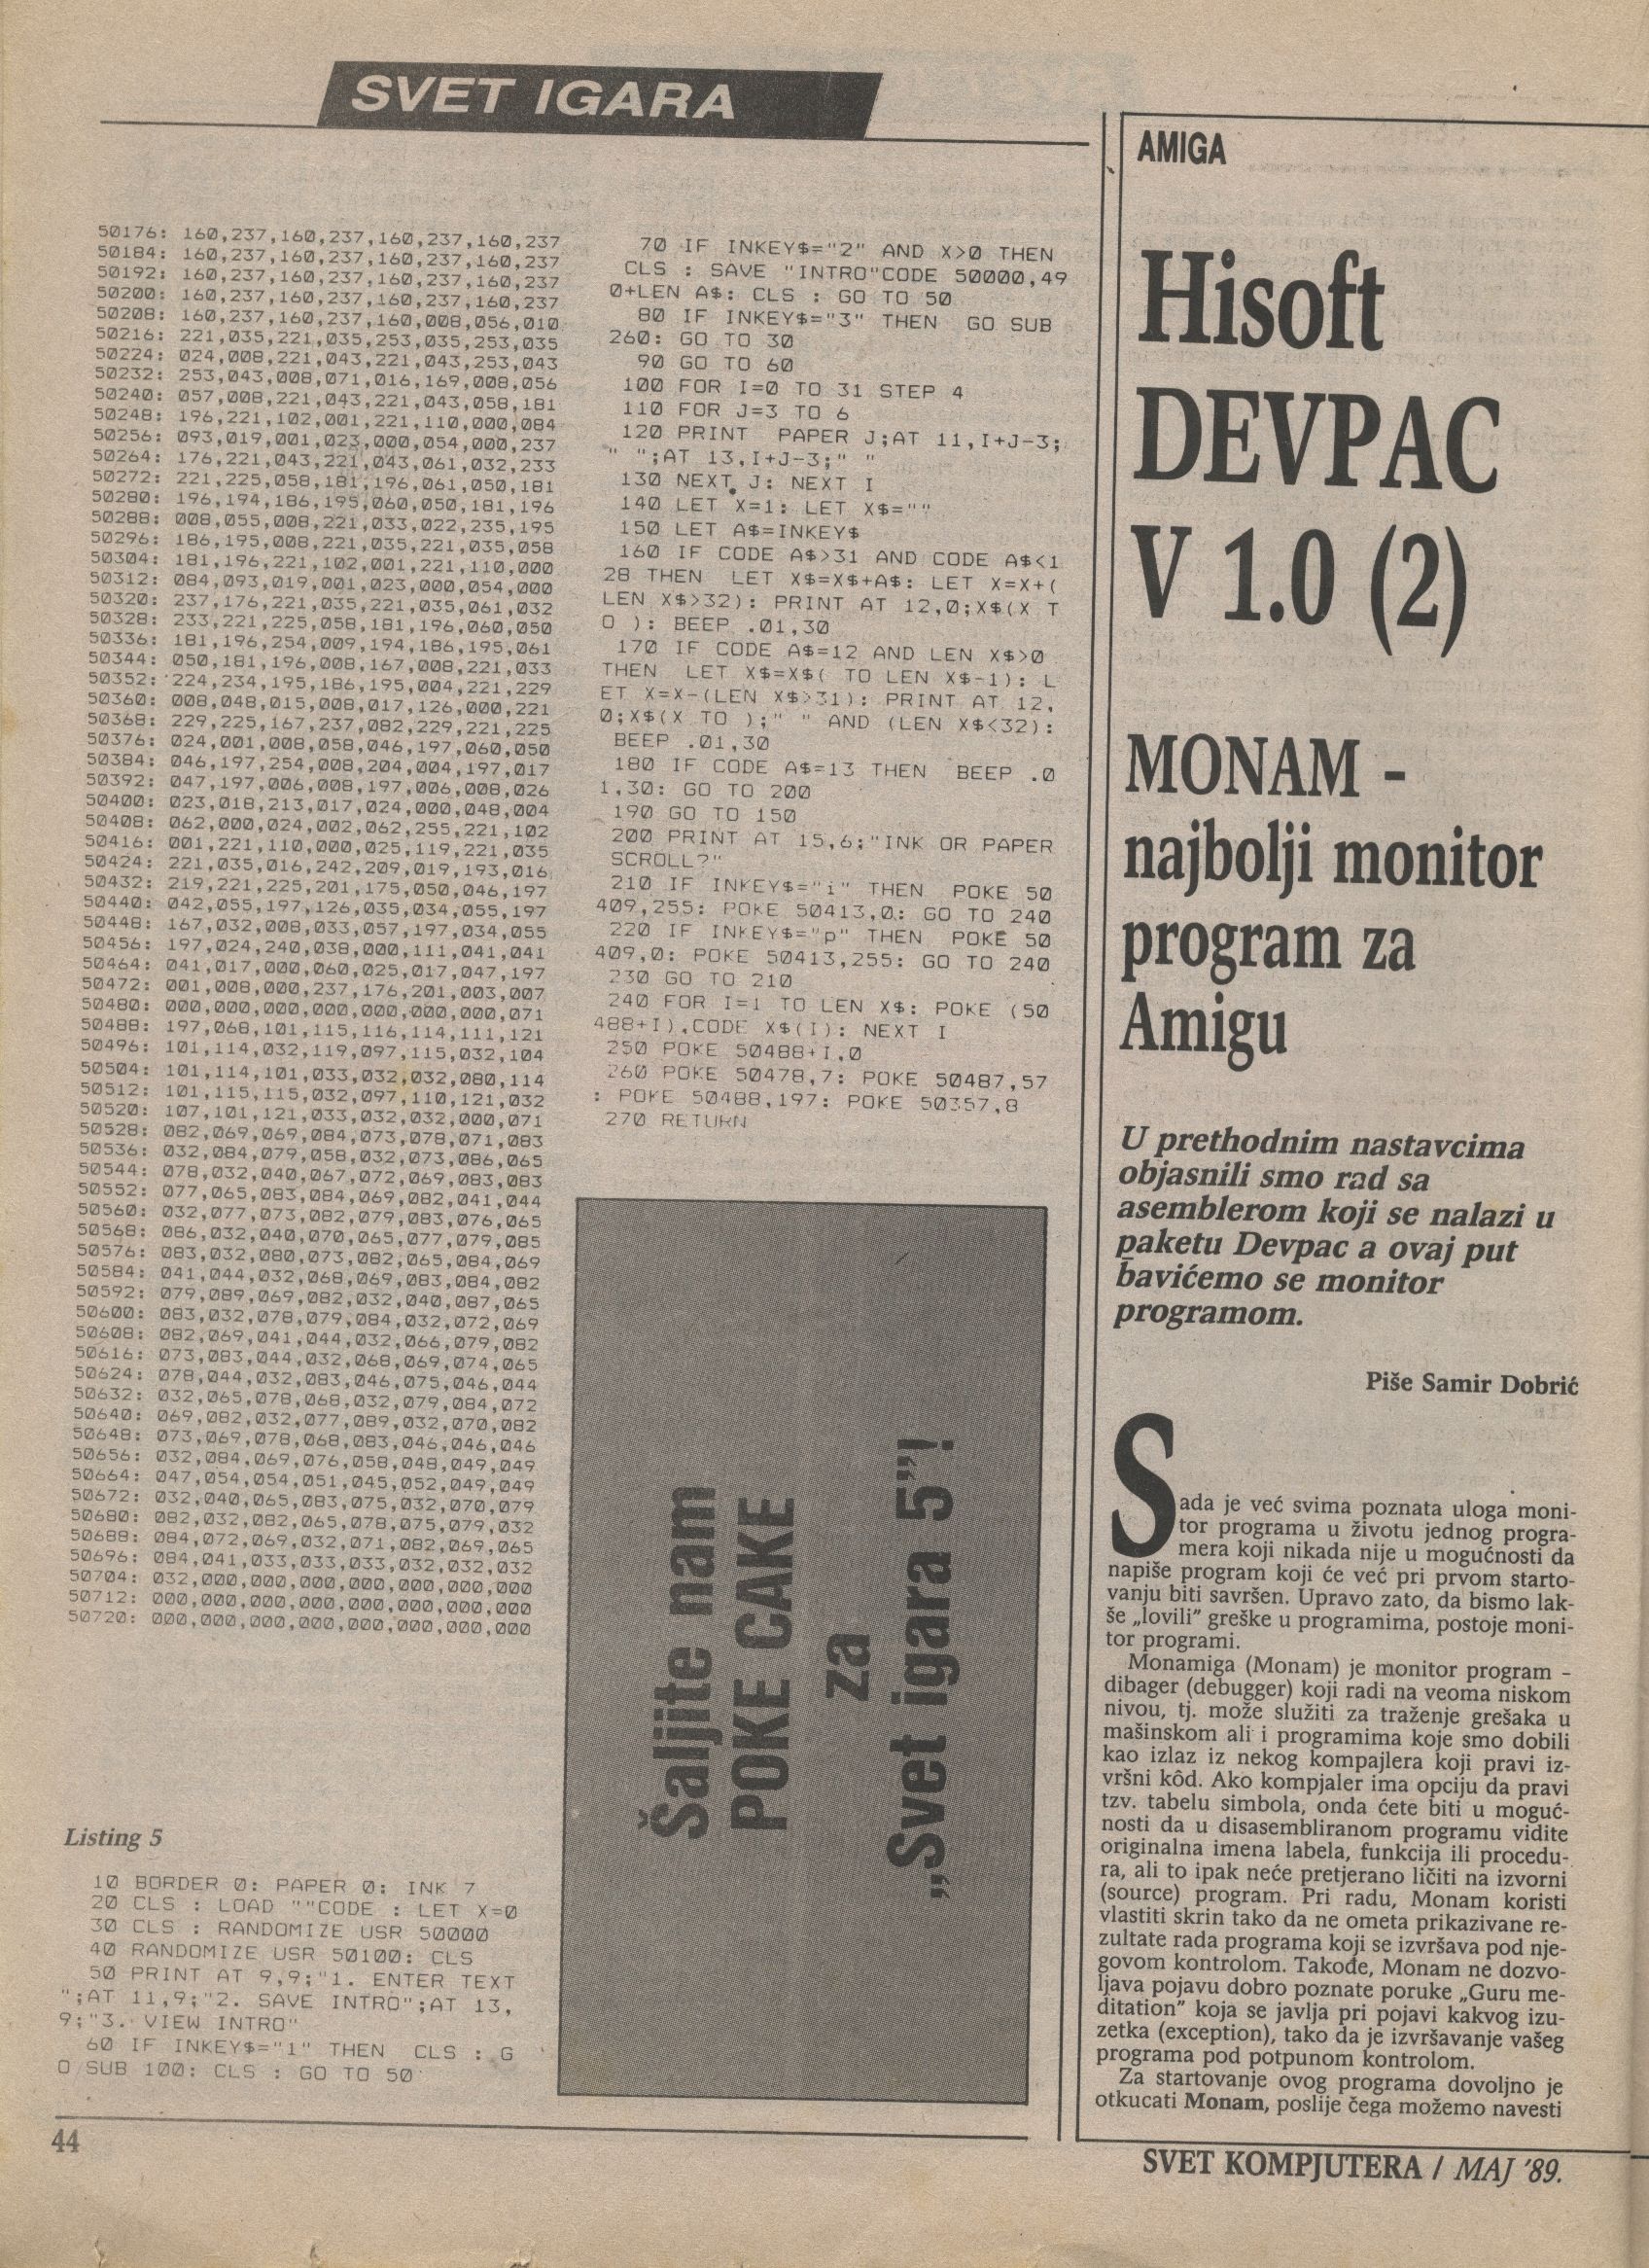 SVET IGARA
50176: 160,237,160,237,160,237,160,237
50184: 160,237,160,237,160,237,160,237
50192: 160,237,160,237,160,237,160,237
50200: 160,237,160,237,160,237,160,237
50208: 160,237,160,237,160,008,056,010
50216: 221,035,221,035,253,035,253,035
50224: 024,008,221,043,221,043,253,043
50232: 253,043,008,071,016,169,008,056
50240: 057,008,221,043,221,043,058,181
50248: 196,221,102,001,221,110,000,084
50256: 093,019,001,023,000,054,000,237
50264: 176,221,043,221,043,061,032,233
50272: 221,225,058,181,196,061,050,181
50280: 196,194,186,195,060,050,181,196
50288: 008,055,008,221,033,022,235,195
50296: 186,195,008,221,035,221,035,058
50304: 181,196,221,102,001,221,110,000
50312: 084,093,019,001,023,000,054,000
50320: 237,176,221,035,221,035,061,032
50328: 233,221,225,058,181,196,060,050
50336: 181,196,254,009,194,186,195,061
50344: 050,181,196,008,167,008,221,033
50352: 224,234,195,186,195,004,221,229
50360: 008,048,015,008,017,126,000,221
50368: 229,225,167,237,082,229,221,225
50376: 024,001,008,058,046,197,060,050
50384: 046,197,254,008,204,004,197,017
50392: 047,197,006,008,197,006,008,026
50400: 023,018,213,017,024,000,048,004
50408: 062,000,024,002,062,255,221,102
50416: 001,221,110,000,025,119,221,035
50424: 221,035,016,242,209,019,193,016
50432: 219,221,225,201,175,050,046,197
50440: 042,055,197,126,035,034,055,197
50448: 167,032,008,033,057,197,034,055
50456: 197,024,240,038,000,111,041,041
50464: 041,017,000,060,025,017,047,197
50472: 001,008,000,237,176,201,003,007
50480: 000,000,000,000,000,000,000,071
50488: 197,068,101,115,116,114,111,121
50496: 101,114,032,119,097,115,032,104
50504: 101,114,101,033,032,032,080,114
50512: 101,115,115,032,097,110,121,032
50520: 107,101,121,033,032,032,000,071
50528: 082,069,069,084,073,078,071,083
50536: 032,084,079,058,032,073,086,065
50544: 078,032,040,067,072,069,083,083
50552: 077,065,083,084,069,082,041,044
50560: 032,077,073,082,079,083,076,065
50568: 086,032,040,070,065,077,079,085
50576: 083,032,080,073,082,065,084,069
50584: 041,044,032,068,069,083,084,082
50592: 079,089,069,082,032,040,087,065
50600: 083,032,078,079,084,032,072,069
50608: 082,069,041,044,032,066,079,082
50616: 073,083,044,032,068,069,074,065
50624: 078,044,032,083,046,075,046,044
50632: 032,065,078,068,032,079,084,072
50640: 069,082,032,077,089,032,070,082
50648: 073,069,078,068,083,046,046,046
50656: 032,084,069,076,058,048,049,049
50664: 047,054,054,051,045,052,049,049
50672: 032,040,065,083,075,032,070,079
50680: 082,032,082,065,078,075,079,032
50688: 084,072,069,032,071,082,069,065
50696: 084,041,033,033,033,032,032,032
50704: 032,000,000,000,000,000,000,000
50712: 000,000,000,000,000,000,000,000
50720: 000,000,000,000,000,000,000,000
Listing 5
10 BORDER 0: PAPER 0: INK 7
20 CLS : LOAD ""CODE : LET X=0
30 CLS : RANDOMIZE USR 50000
40 RANDOMIZE USR 50100: CLS
50 PRINT AT 9,9;"1. ENTER TEXT
";AT 11,9;"2. SAVE INTRO";AT 13,
9;"3. VIEW INTRO"
60 IF INKEY$="1" THEN CLS : G
O SUB 100: CLS : GO TO 50
70 IF INKEY$="2" AND X>0 THEN
CLS : SAVE "INTRO"CODE 50000,49
0+LEN A$: CLS : GO TO 50
80 IF INKEY$="3" THEN GO SUB
260: GO TO 30
90 GO TO 60
100 FOR I=0 TO 31 STEP 4
110 FOR J=3 TO 6
120 PRINT PAPER J;AT 11,I+J-3;
" ";AT 13,I+J-3;" "
130 NEXT J: NEXT I
140 LET X=1: LET X$=""
150 LET A$=INKEY$
160 IF CODE A$>31 AND CODE A$<1
28 THEN LET X$=X$+A$: LET X=X+(
LEN X$>32): PRINT AT 12,0;X$(X T
O ): BEEP .01,30
170 IF CODE A$=12 AND LEN X$>0
THEN LET X$=X$( TO LEN X$-1): L
ET X=X-(LEN X$>31): PRINT AT 12,
0;X$(X TO );" " AND (LEN X$<32):
BEEP .01,30
180 IF CODE A$=13 THEN BEEP .0
1,30: GO TO 200
190 GO TO 150
200 PRINT AT 15,6;"INK OR PAPER
SCROLL?"
210 IF INKEY$="i" THEN POKE 50
409,255: POKE 50413,0: GO TO 240
220 IF INKEY$="p" THEN POKE 50
409,0: POKE 50413,255: GO TO 240
230 GO TO 210
240 FOR I=1 TO LEN X$: POKE (50
488+I),CODE X$(I): NEXT I
250 POKE 50488+I,0
260 POKE 50478,7: POKE 50487,57
: POKE 50488,197: POKE 50357,8
270 RETURN
Šaljite nam
POKE CAKE
za
„Svet igara 5”!
AMIGA
Hisoft
DEVPAC
V 1.0 (2)
MONAM -
najbolji monitor
program za
Amigu
U prethodnim nastavcima
objasnili smo rad sa
asemblerom koji se nalazi u
paketu Devpac a ovaj put
bavićemo se monitor
programom.
Piše Samir Dobrić
Sada je već svima poznata uloga moni-
tor programa u životu jednog progra-
mera koji nikada nije u mogućnosti da
napiše program koji će već pri prvom starto-
vanju biti savršen. Upravo zato, da bismo lak-
še „lovili” greške u programima, postoje moni-
tor programi.
Monamiga (Monam) je monitor program –
dibager (debugger) koji radi na veoma niskom
nivou, tj. može služiti za traženje grešaka u
mašinskom ali i programima koje smo dobili
kao izlaz iz nekog kompajlera koji pravi iz-
vršni kôd. Ako kompjaler ima opciju da pravi
tzv. tabelu simbola, onda ćete biti u moguć-
nosti da u disasembliranom programu vidite
originalna imena labela, funkcija ili procedu-
ra, ali to ipak neće pretjerano ličiti na izvorni
(source) program. Pri radu, Monam koristi
vlastiti skrin tako da ne ometa prikazivane re-
zultate rada programa koji se izvršava pod nje-
govom kontrolom. Takođe, Monam ne dozvo-
ljava pojavu dobro poznate poruke „Guru me-
ditation” koja se javlja pri pojavi kakvog izu-
zetka (exception), tako da je izvršavanje vašeg
programa pod potpunom kontrolom.
Za startovanje ovog programa dovoljno je
otkucati Monam, poslije čega možemo navesti
44
SVET KOMPJUTERA / MAJ '89.